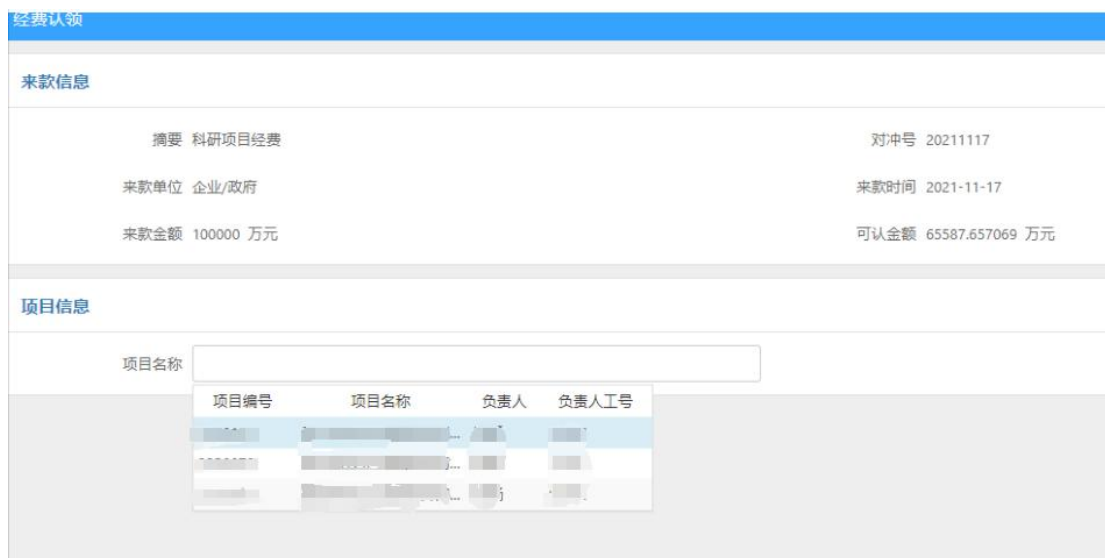 经费认领
来款信息
摘要 科研项目经费 对冲号 20211117
来款单位 企业/政府 来款时间 2021-11-17
来款金额 100000 万元 可认金额 65587.657069 万元
项目信息
项目名称
项目编号 项目名称 负责人 负责人工号